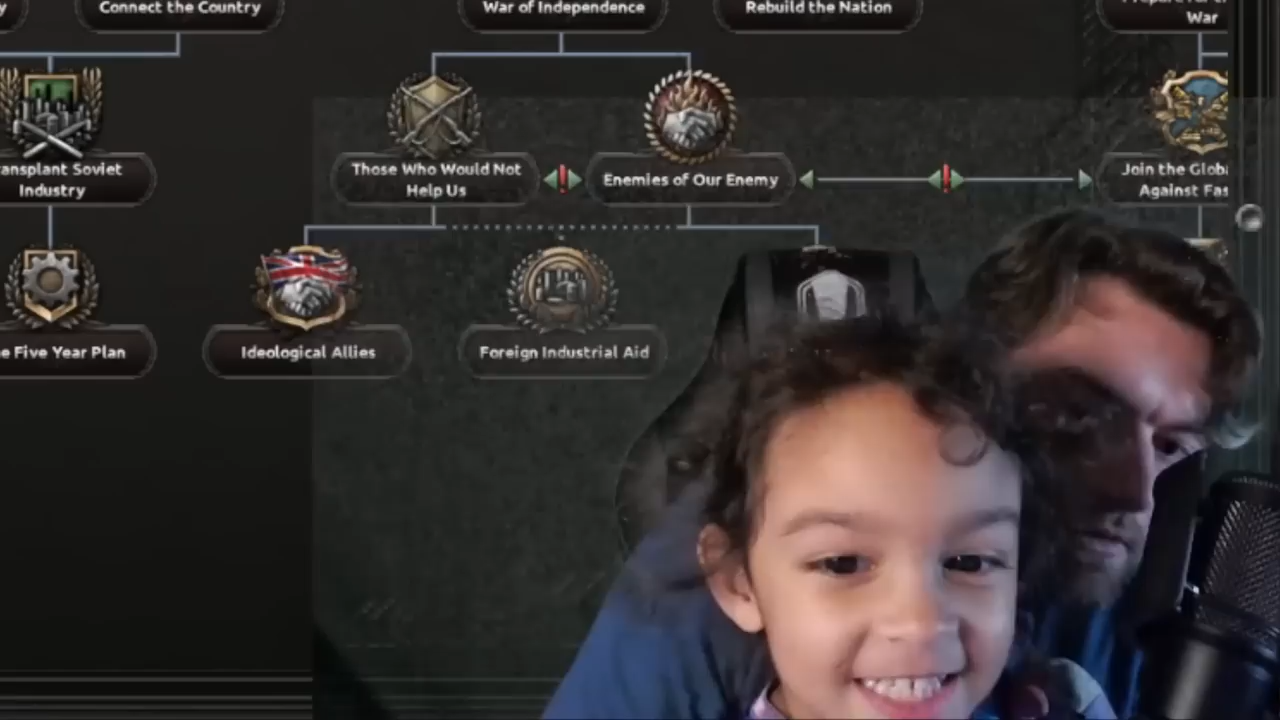 Connect the Country
War of Independence
Rebuild the Nation
War
Transplant Soviet
Industry
Those Who Would Not
Help Us
Enemies of Our Enemy
Join the Globa
Against Fas
e Five Year Plan
Ideological Allies
Foreign Industrial Aid